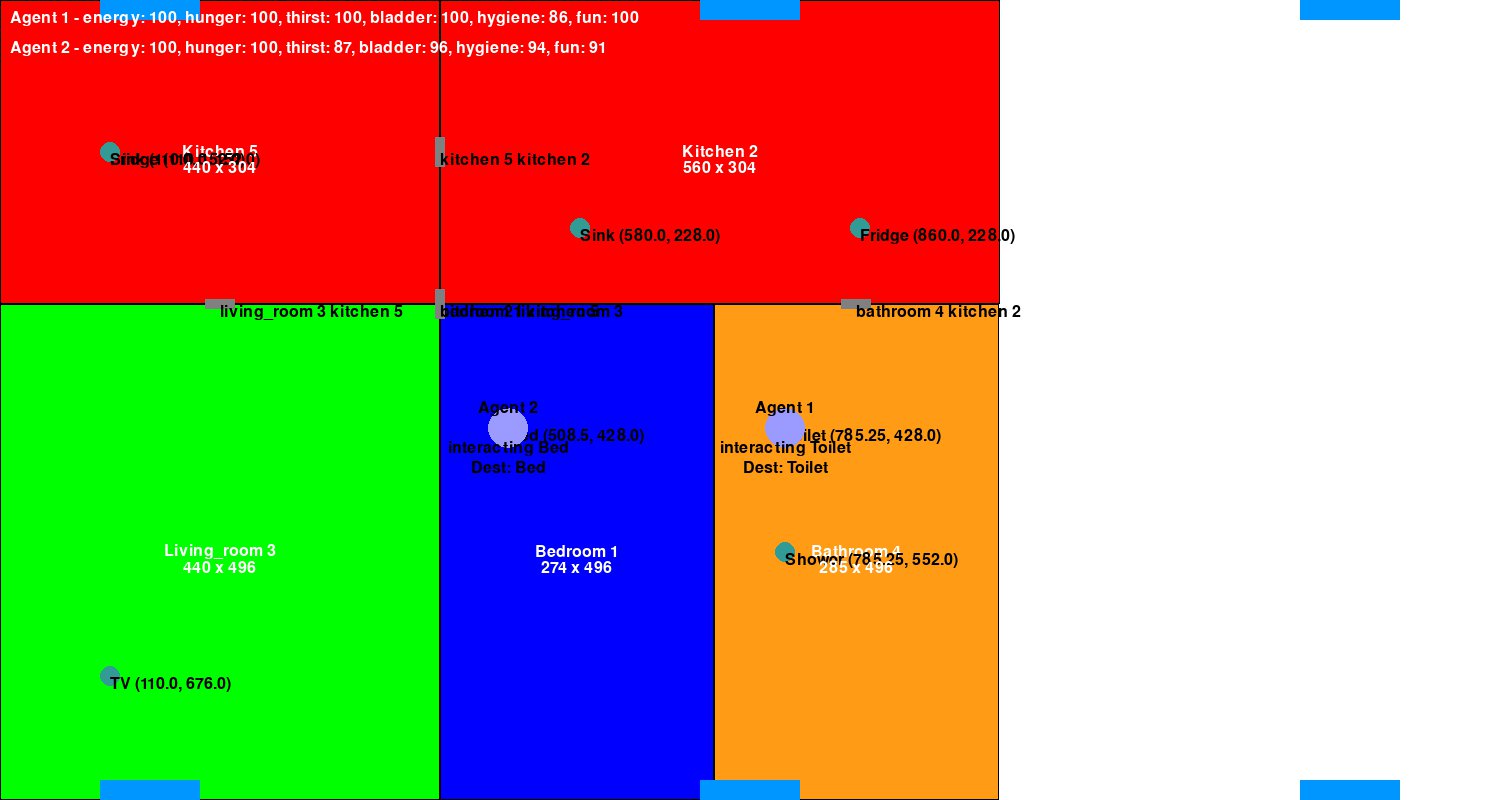 Agent 1 - energy: 100, hunger: 100, thirst: 100, bladder: 100, hygiene: 86, fun: 100
Agent 2 - energy: 100, hunger: 100, thirst: 87, bladder: 96, hygiene: 94, fun: 91
Kitchen 5
440 x 304
kitchen 5 kitchen 2
Kitchen 2
560 x 304
Sink (580.0, 228.0)
Fridge (860.0, 228.0)
living_room 3 kitchen 5
bathroom 4 kitchen 2
Agent 2
(508.5, 428.0)
interacting Bed
Dest: Bed
Agent 1
(785.25, 428.0)
interacting Toilet
Dest: Toilet
Living_room 3
440 x 496
Bedroom 1
274 x 496
Bathroom 4
285 x 496
Shower (785.25, 552.0)
TV (110.0, 676.0)